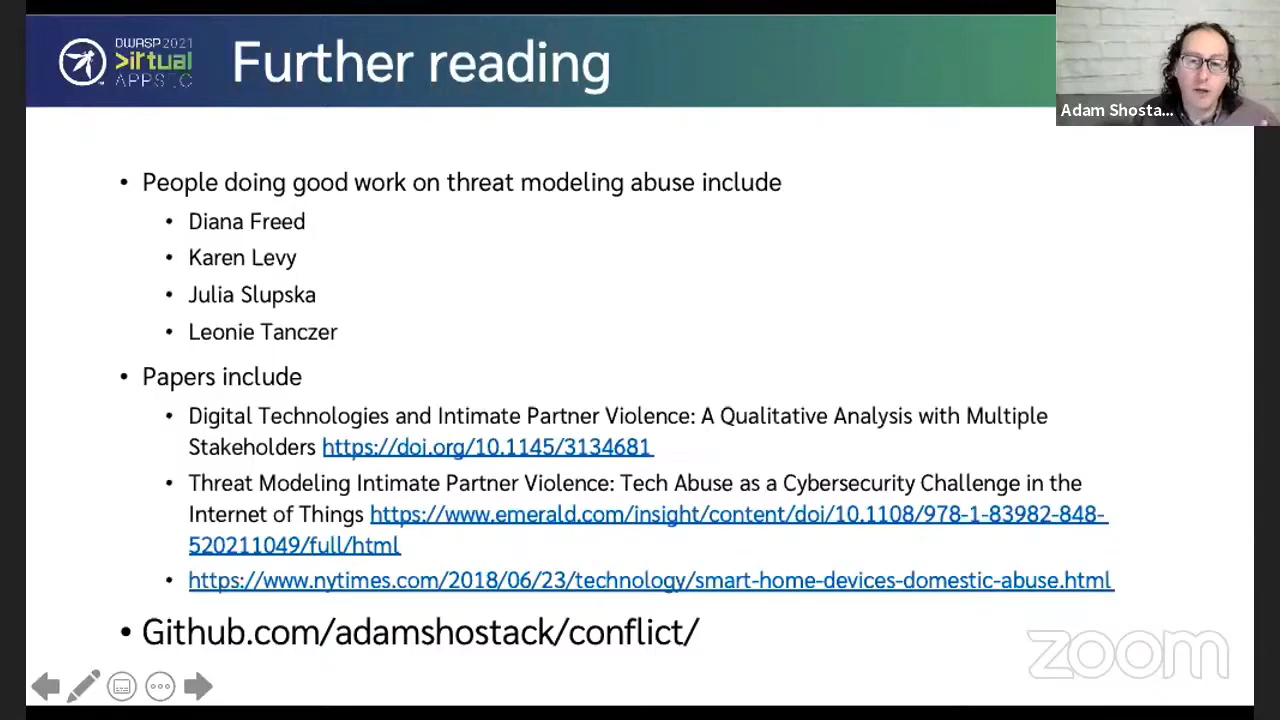 OWASP 2021
Virtual
APPSEC
Further reading
Adam Shosta...
• People doing good work on threat modeling abuse include
• Diana Freed
• Karen Levy
• Julia Slupska
• Leonie Tanczer
• Papers include
• Digital Technologies and Intimate Partner Violence: A Qualitative Analysis with Multiple
Stakeholders https://doi.org/10.1145/3134681
• Threat Modeling Intimate Partner Violence: Tech Abuse as a Cybersecurity Challenge in the
Internet of Things https://www.emerald.com/insight/content/doi/10.1108/978-1-83982-848-
520211049/full/html
• https://www.nytimes.com/2018/06/23/technology/smart-home-devices-domestic-abuse.html
• Github.com/adamshostack/conflict/
zoom